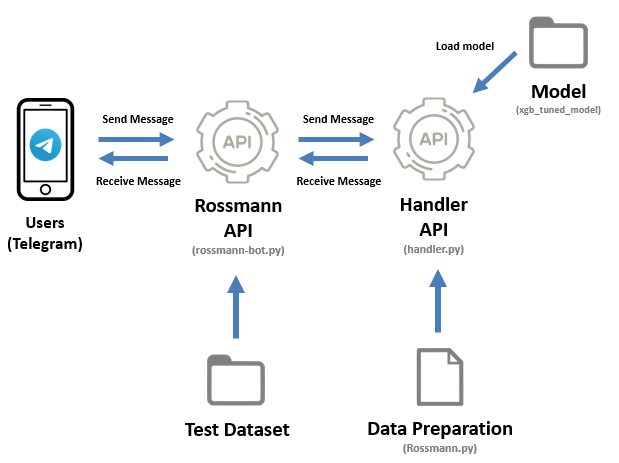 Load model
Model
(xgb_tuned_model)
Send Message
Send Message
API
API
Receive Message
Receive Message
Users
(Telegram)
Rossmann
API
(rossmann-bot.py)
Handler
API
(handler.py)
Test Dataset
Data Preparation
(Rossmann.py)